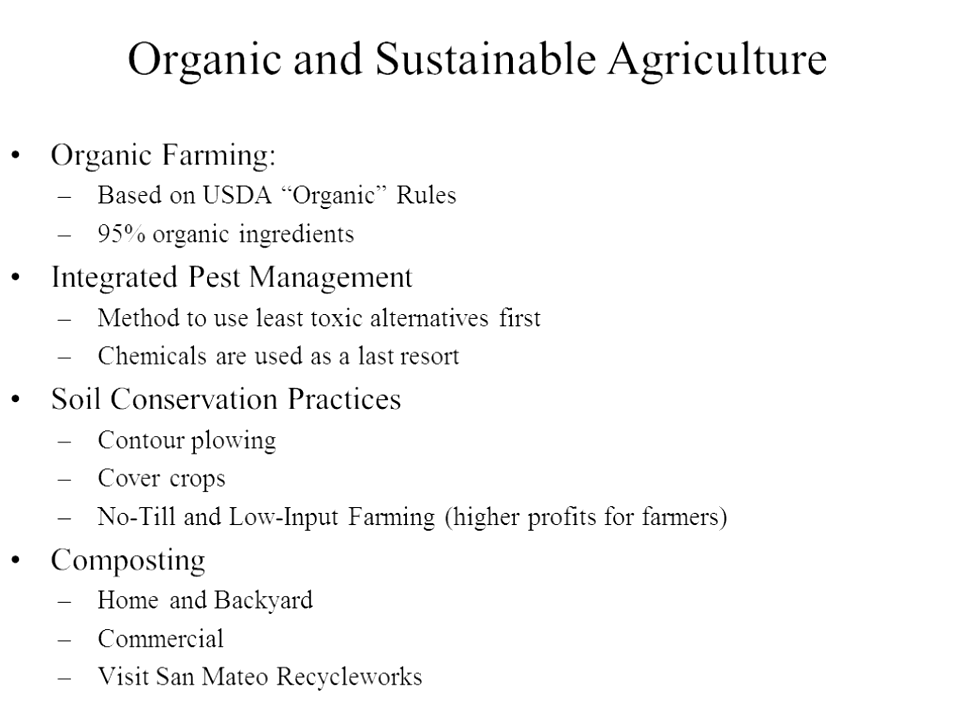 Organic and Sustainable Agriculture
• Organic Farming:
– Based on USDA “Organic” Rules
– 95% organic ingredients
• Integrated Pest Management
– Method to use least toxic alternatives first
– Chemicals are used as a last resort
• Soil Conservation Practices
– Contour plowing
– Cover crops
– No-Till and Low-Input Farming (higher profits for farmers)
• Composting
– Home and Backyard
– Commercial
– Visit San Mateo Recycleworks